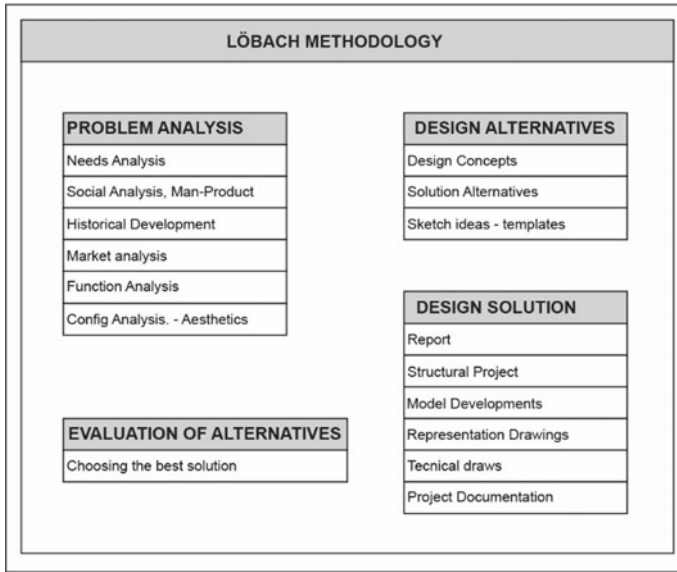 LÖBACH METHODOLOGY
PROBLEM ANALYSIS
Needs Analysis
Social Analysis, Man-Product
Historical Development
Market analysis
Function Analysis
Config Analysis. - Aesthetics
DESIGN ALTERNATIVES
Design Concepts
Solution Alternatives
Sketch ideas - templates
EVALUATION OF ALTERNATIVES
Choosing the best solution
DESIGN SOLUTION
Report
Structural Project
Model Developments
Representation Drawings
Tecnical draws
Project Documentation